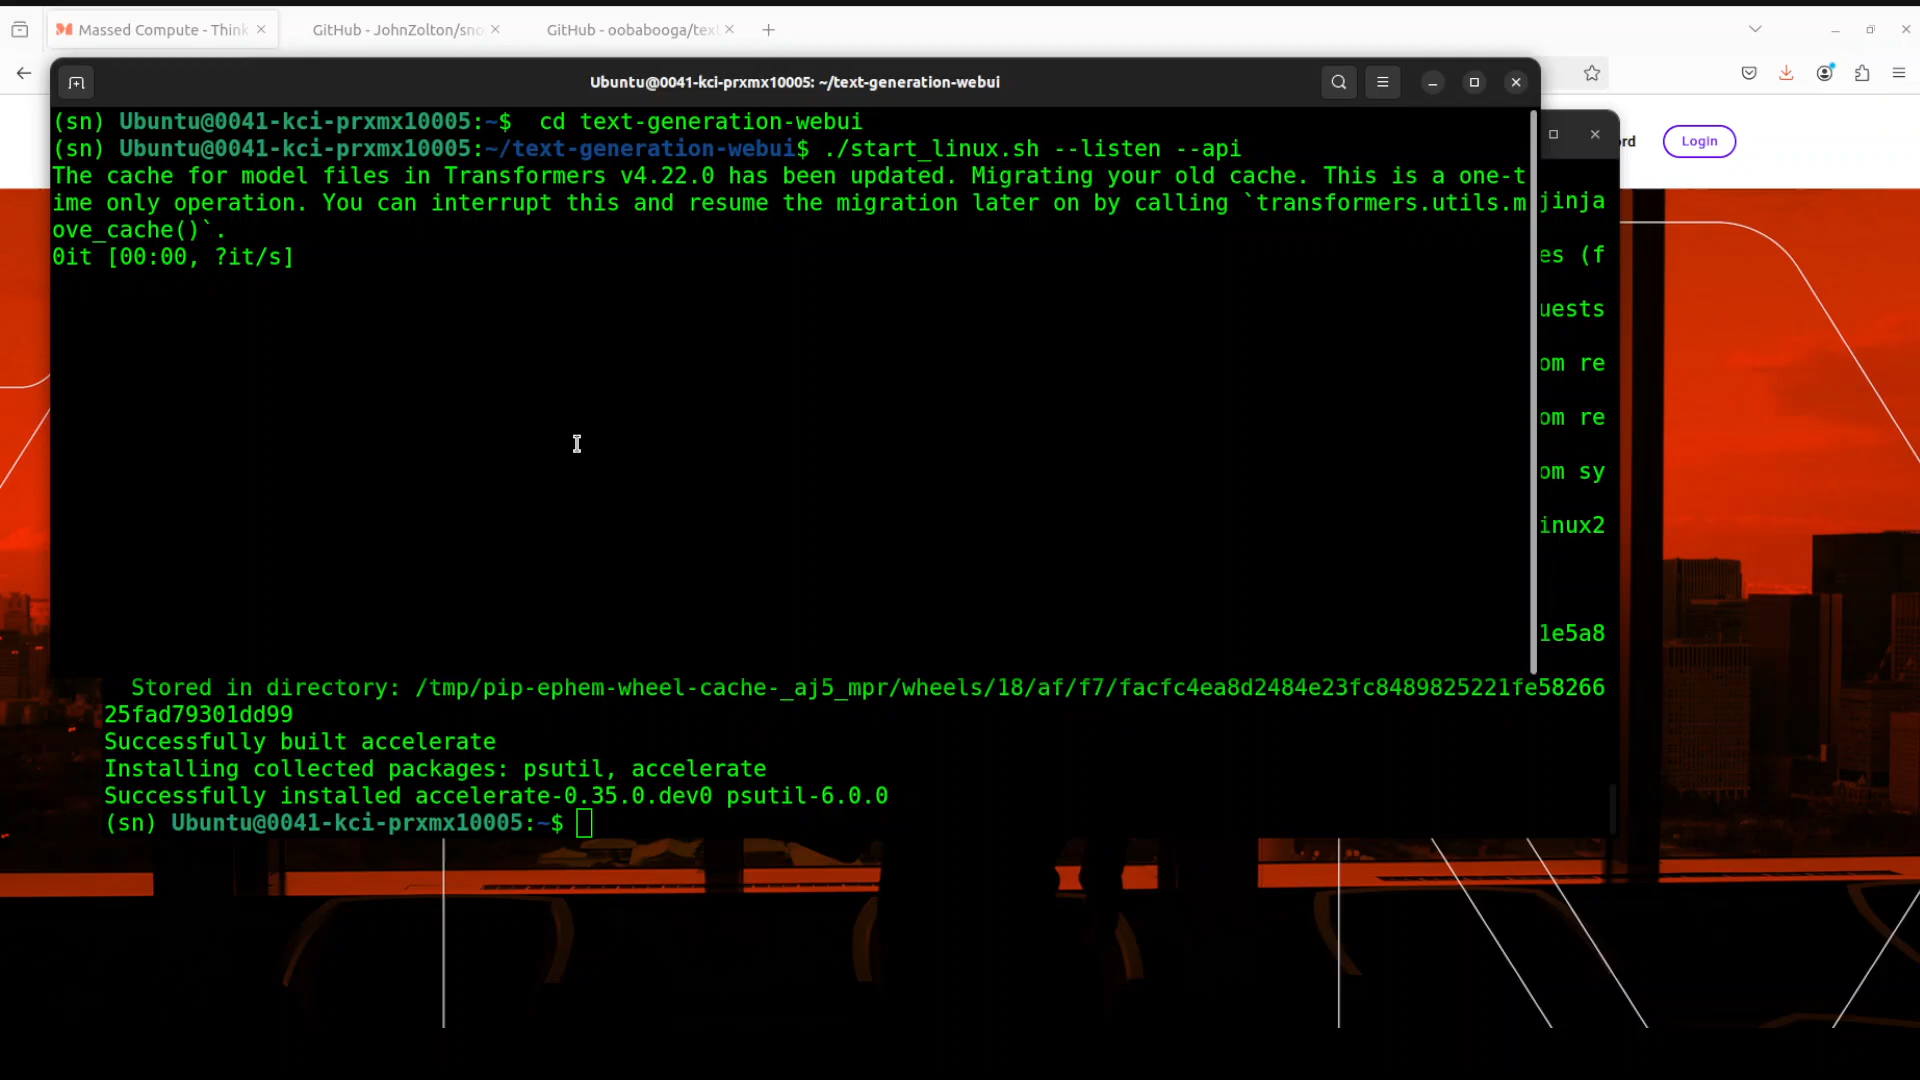 Massed Compute - Think
GitHub - JohnZolton/sno
GitHub - oobabooga/text
Ubuntu@0041-kci-prxmx10005: ~/text-generation-webui
(sn) Ubuntu@0041-kci-prxmx10005:~$  cd text-generation-webui
(sn) Ubuntu@0041-kci-prxmx10005:~/text-generation-webui$ ./start_linux.sh --listen --api
The cache for model files in Transformers v4.22.0 has been updated. Migrating your old cache. This is a one-t
ime only operation. You can interrupt this and resume the migration later on by calling `transformers.utils.m
ove_cache()`.
0it [00:00, ?it/s]
rd
Login
jinja
es (f
uests
om re
om re
om sy
inux2
1e5a8
Stored in directory: /tmp/pip-ephem-wheel-cache-_aj5_mpr/wheels/18/af/f7/facfc4ea8d2484e23fc8489825221fe58266
25fad79301dd99
Successfully built accelerate
Installing collected packages: psutil, accelerate
Successfully installed accelerate-0.35.0.dev0 psutil-6.0.0
(sn) Ubuntu@0041-kci-prxmx10005:~$